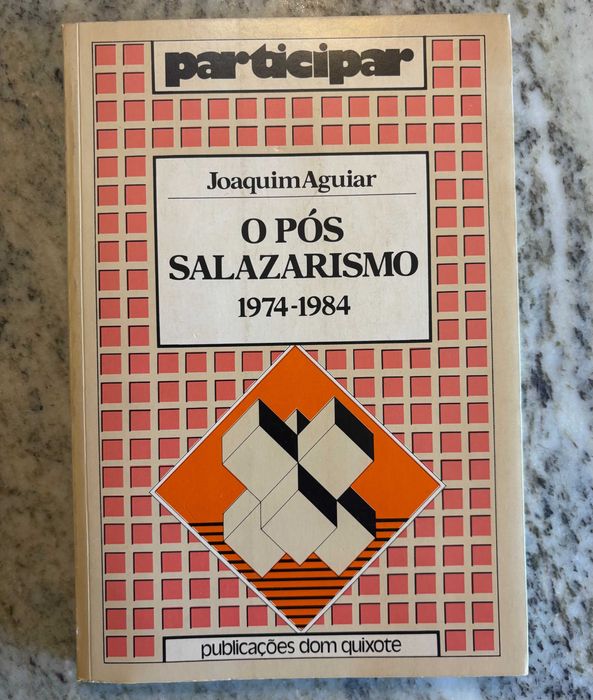 participar
Joaquim Aguiar
O PÓS
SALAZARISMO
1974-1984
publicações dom quixote